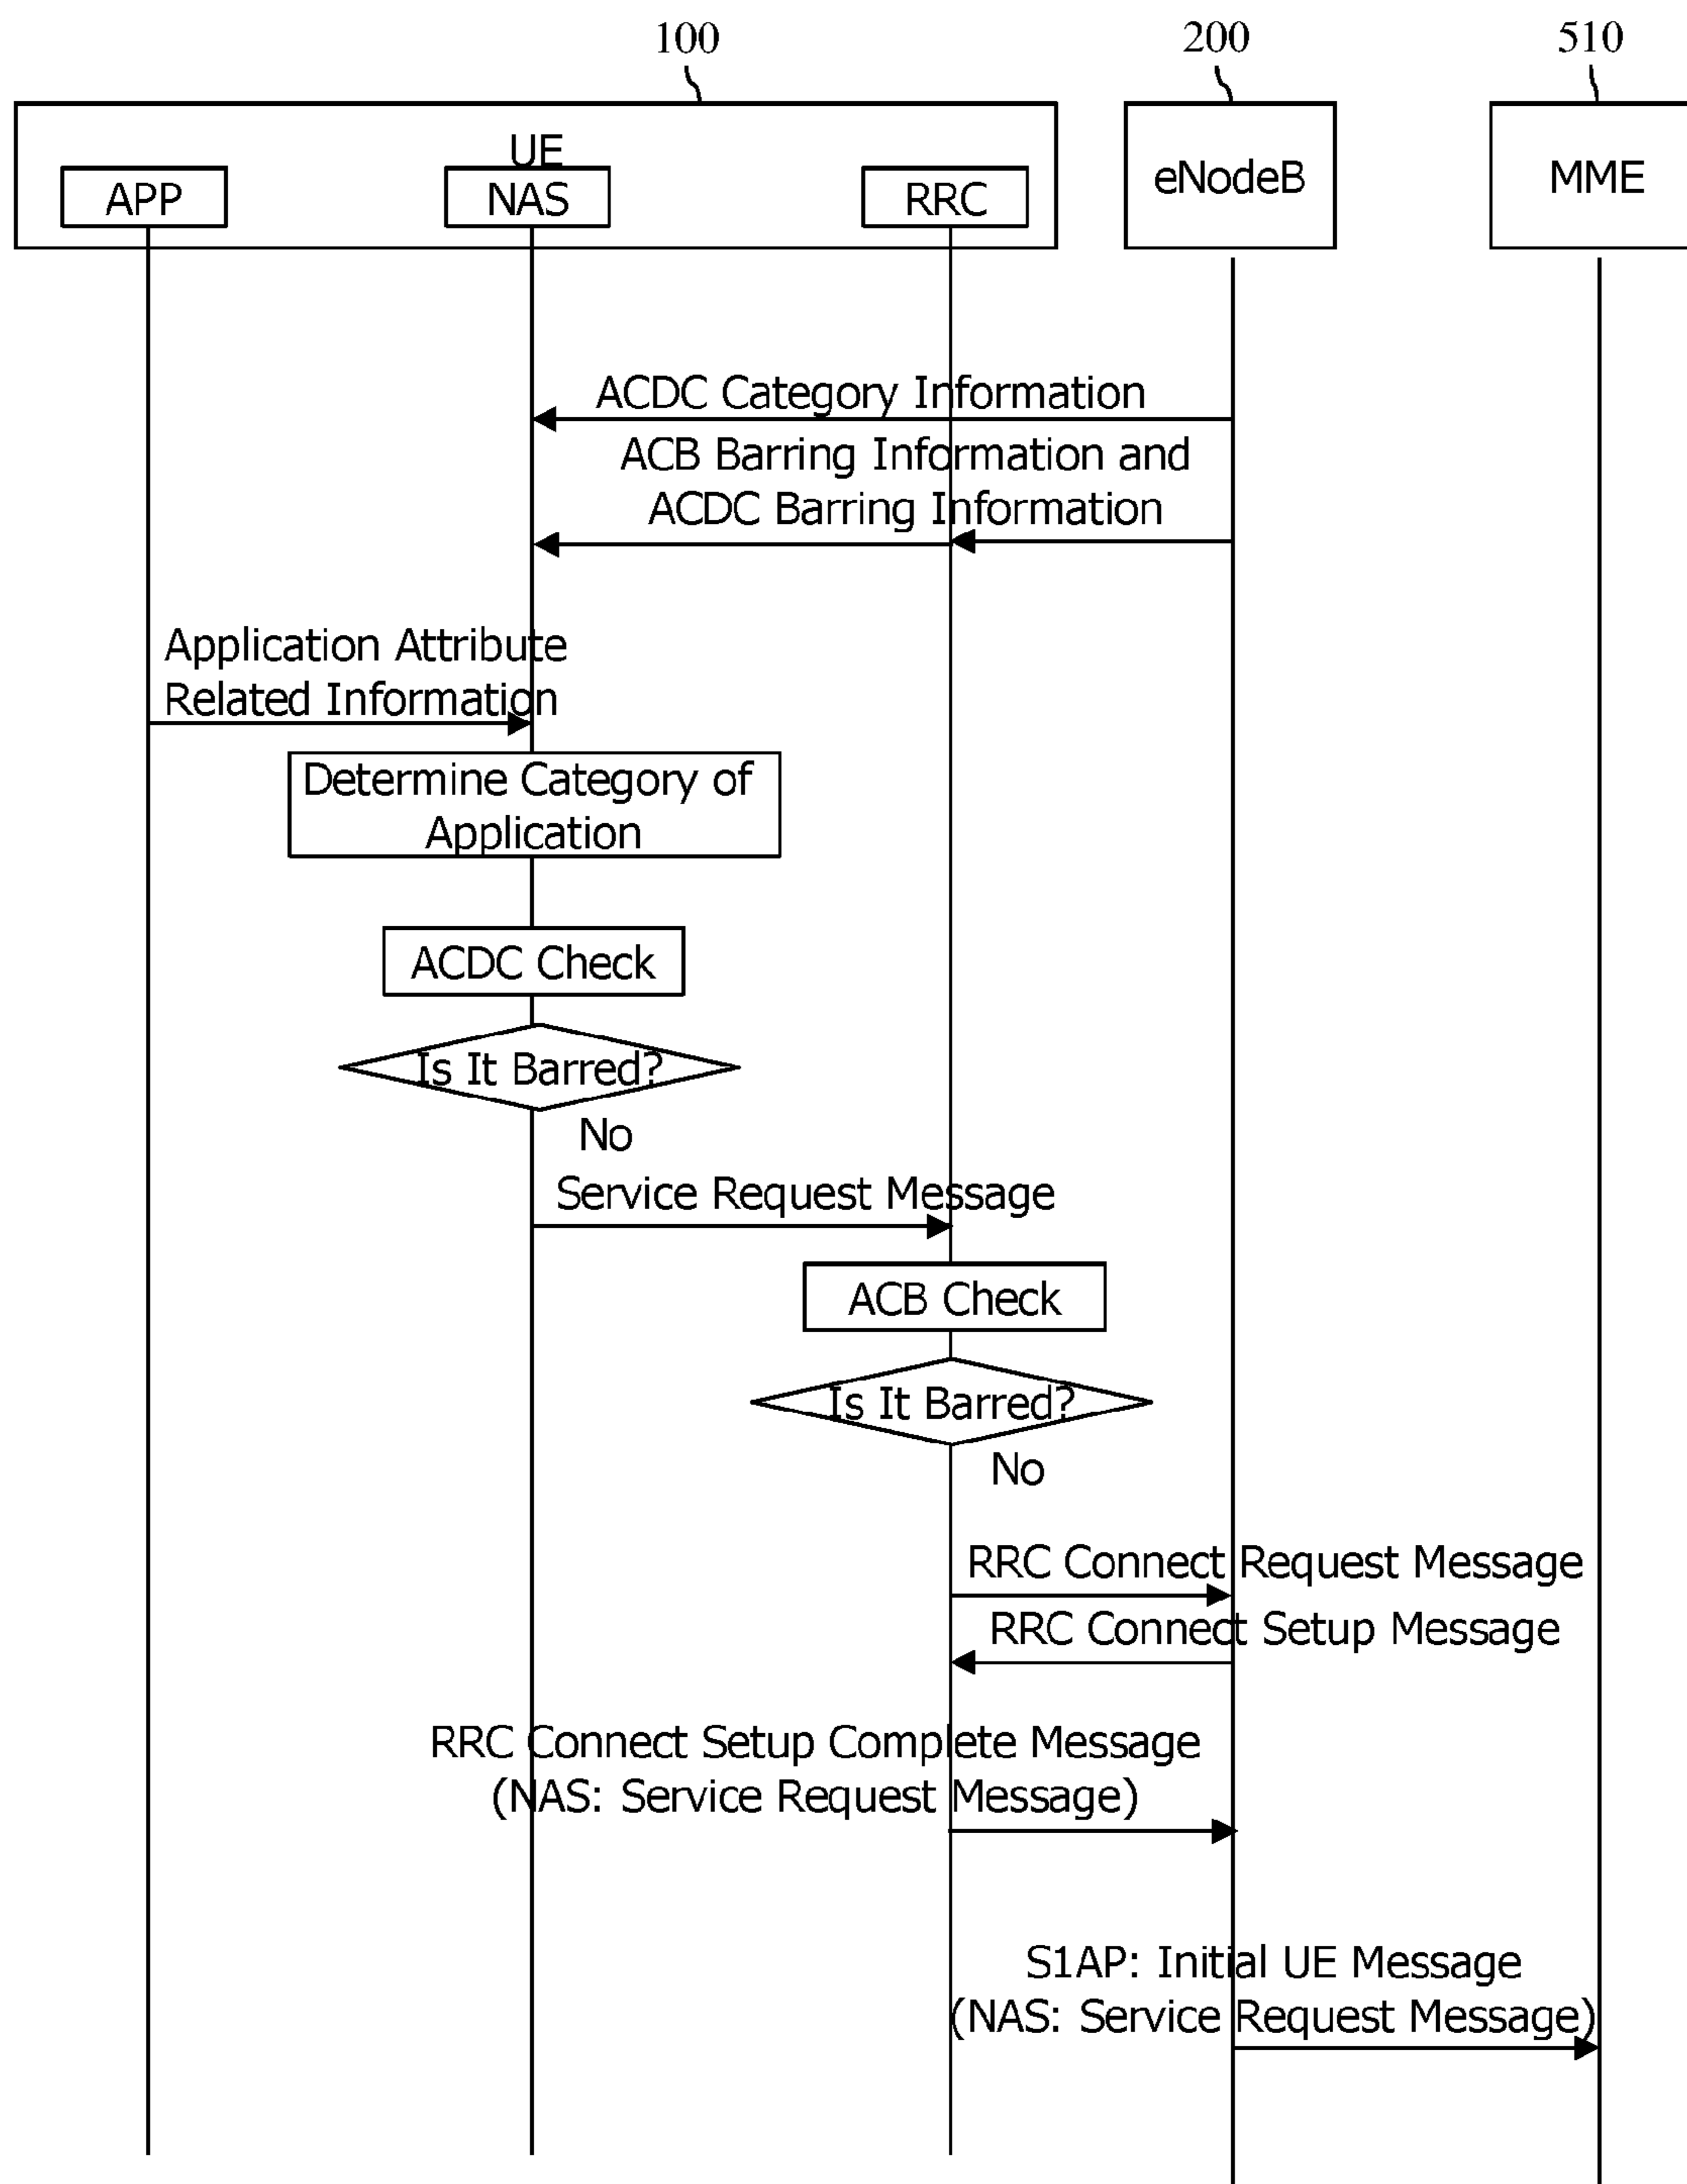 100
200
510
UE
APP
NAS
RRC
eNodeB
MME
ACDC Category Information
ACB Barring Information and
ACDC Barring Information
Application Attribute
Related Information
Determine Category of
Application
ACDC Check
Is It Barred?
No
Service Request Message
ACB Check
Is It Barred?
No
RRC Connect Request Message
RRC Connect Setup Message
RRC Connect Setup Complete Message
(NAS: Service Request Message)
S1AP: Initial UE Message
(NAS: Service Request Message)